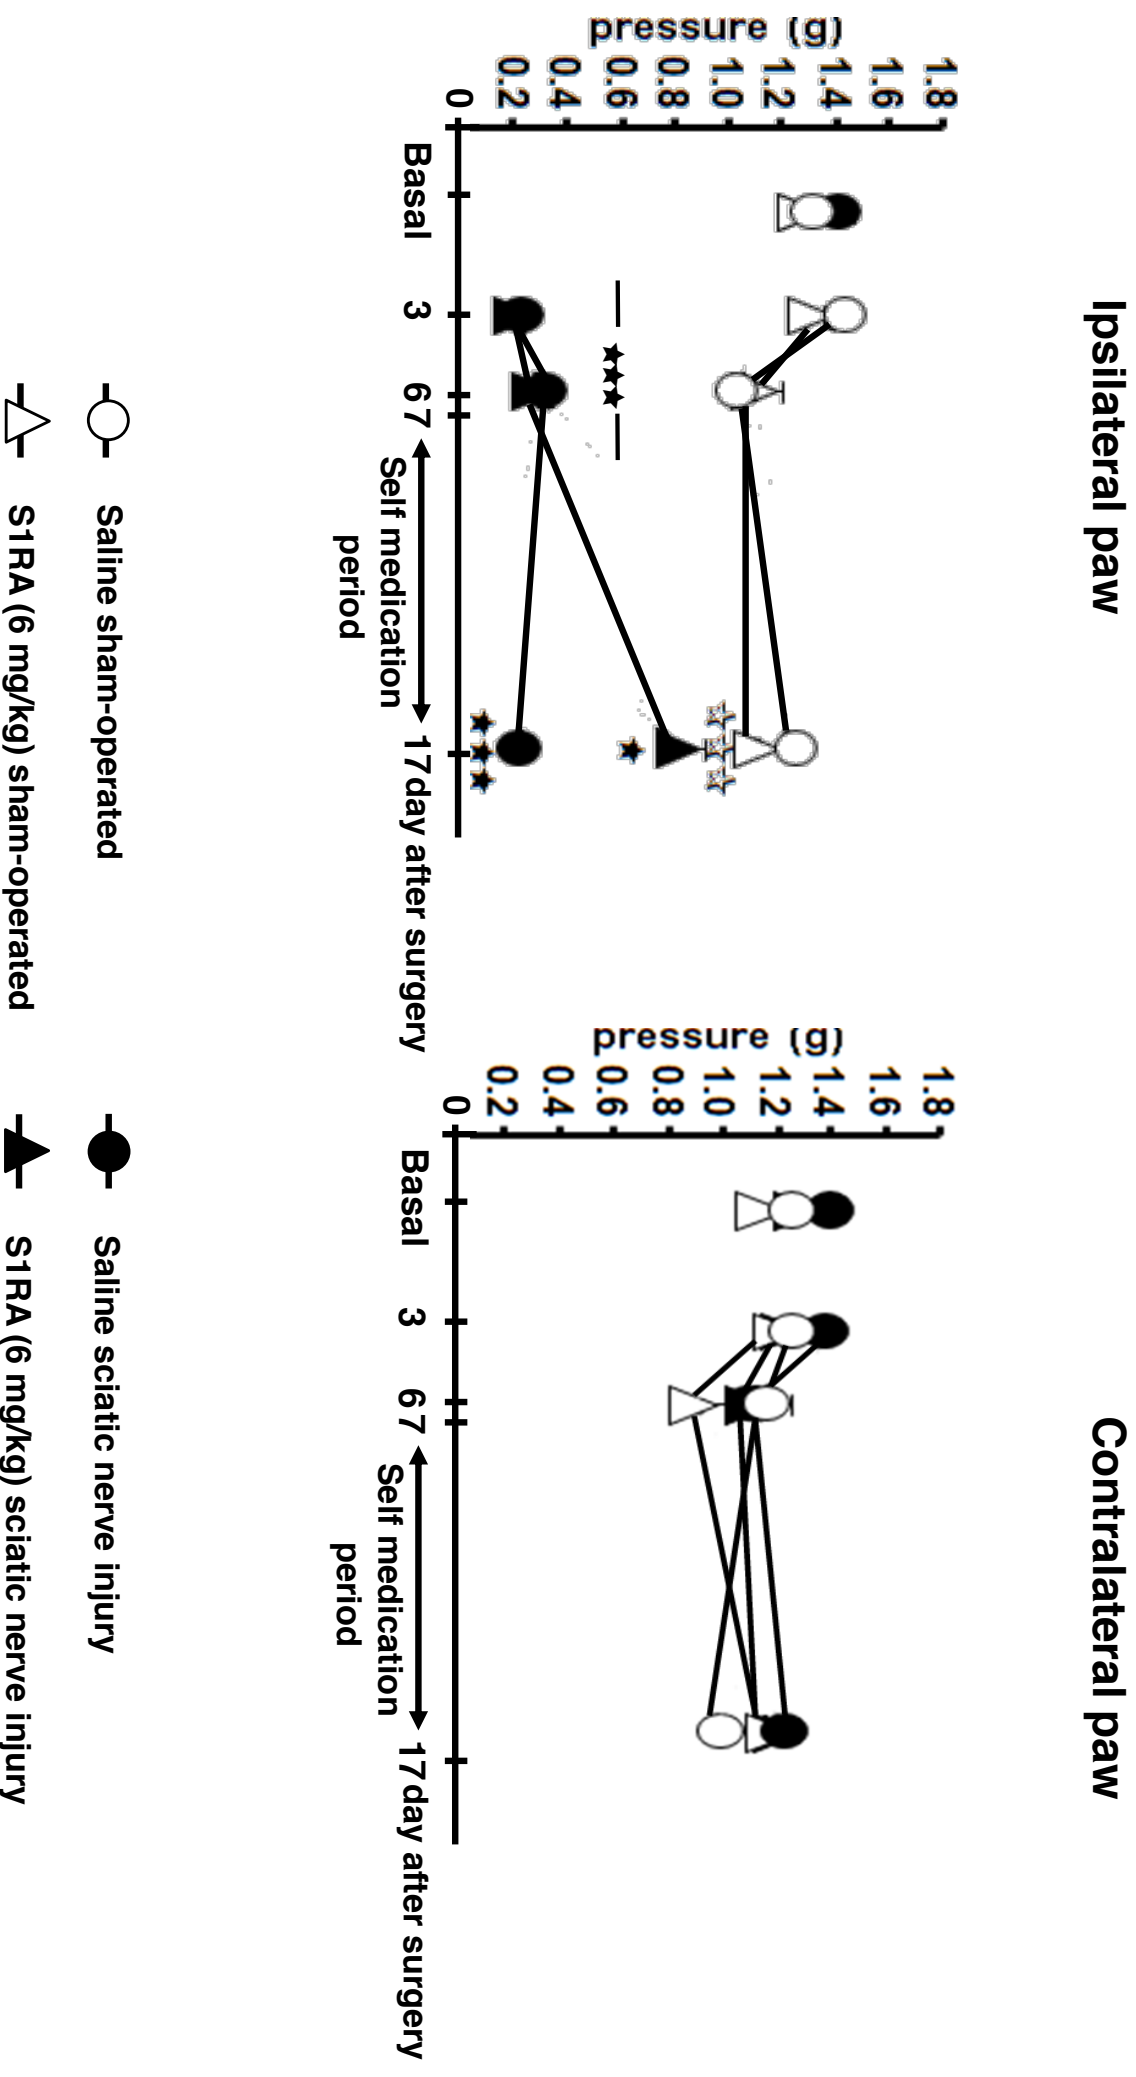 Ipsilateral paw
pressure (g)
1.8
1.6
1.4
1.2
1.0
0.8
0.6
0.4
0.2
0
Basal
3
6
7
17
day after surgery
Self medication
period
Contralateral paw
pressure (g)
1.8
1.6
1.4
1.2
1.0
0.8
0.6
0.4
0.2
0
Basal
3
6
7
17
day after surgery
Self medication
period
Saline sham-operated
Saline sciatic nerve injury
S1RA (6 mg/kg) sham-operated
S1RA (6 mg/kg) sciatic nerve injury